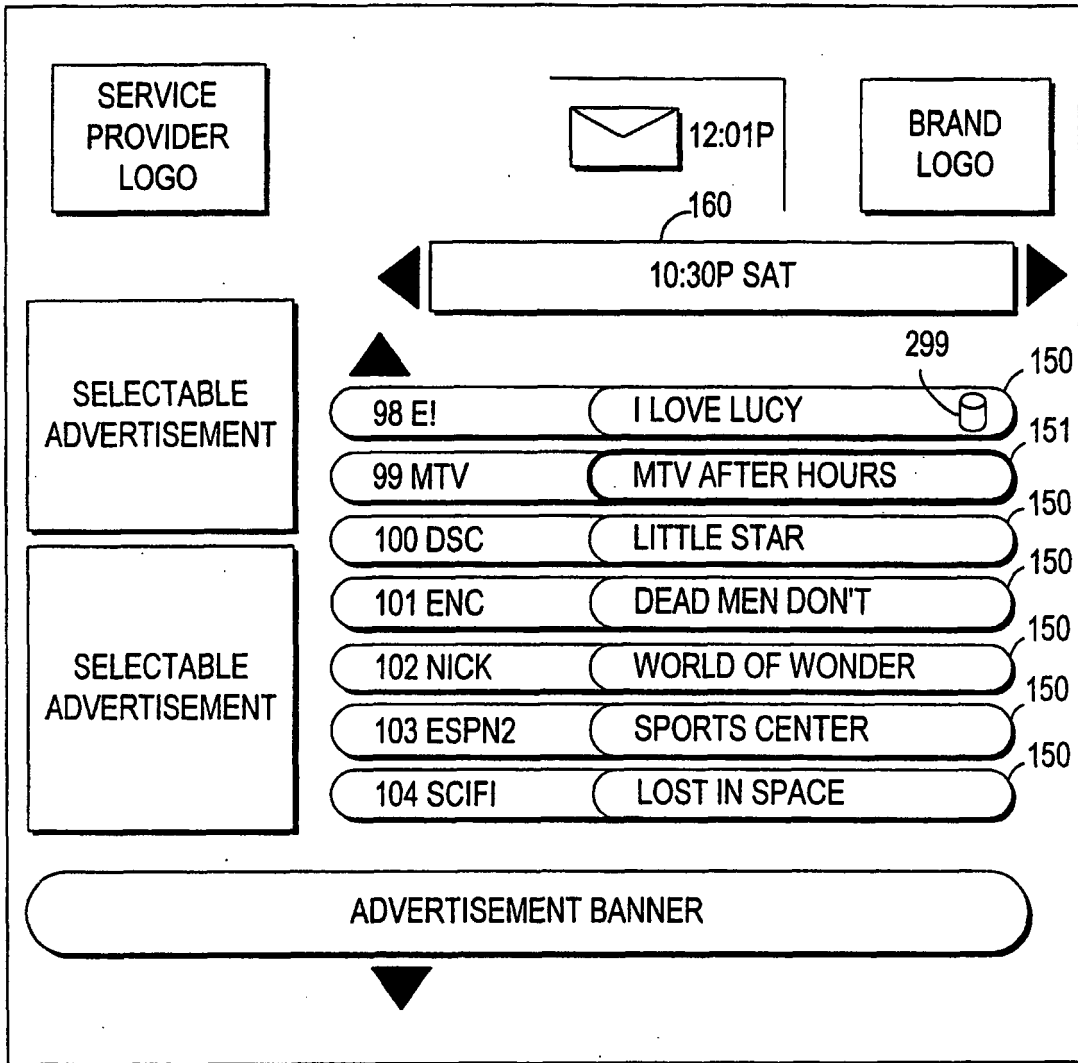 SERVICE
PROVIDER
LOGO
12:01P
BRAND
LOGO
160
10:30P SAT
SELECTABLE
ADVERTISEMENT
299
150
98 E! I LOVE LUCY
151
99 MTV MTV AFTER HOURS
150
100 DSC LITTLE STAR
150
101 ENC DEAD MEN DON'T
150
102 NICK WORLD OF WONDER
150
103 ESPN2 SPORTS CENTER
150
104 SCIFI LOST IN SPACE
SELECTABLE
ADVERTISEMENT
ADVERTISEMENT BANNER